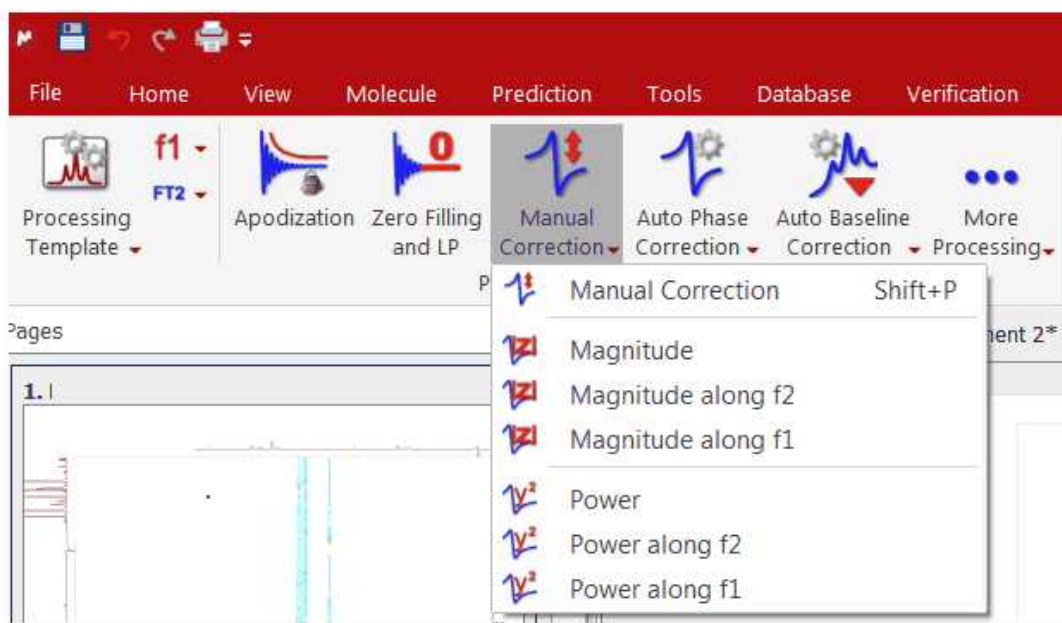 File Home View Molecule Prediction Tools Database Verification
f1
FT2
Processing Template
Apodization
Zero Filling and LP
Manual Correction
Auto Phase Correction
Auto Baseline Correction
More Processing
P
Pages
ment 2*
Manual Correction Shift+P
Magnitude
Magnitude along f2
Magnitude along f1
Power
Power along f2
Power along f1
1.